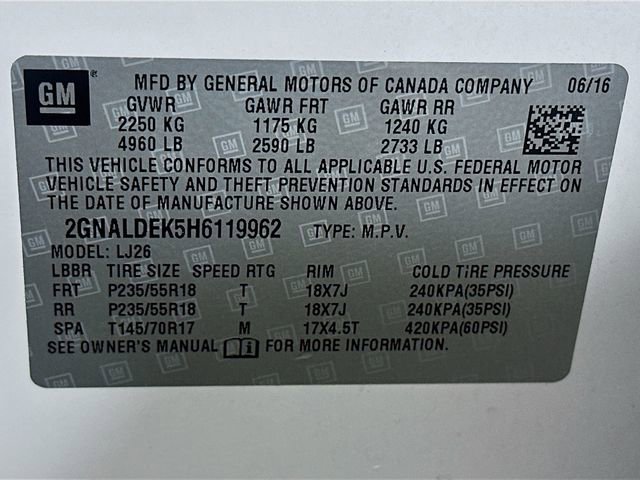 GM MFD BY GENERAL MOTORS OF CANADA COMPANY 06/16
GVWR GAWR FRT GAWR RR
2250 KG 1175 KG 1240 KG
4960 LB 2590 LB 2733 LB
THIS VEHICLE CONFORMS TO ALL APPLICABLE U.S. FEDERAL MOTOR
VEHICLE SAFETY AND THEFT PREVENTION STANDARDS IN EFFECT ON
THE DATE OF MANUFACTURE SHOWN ABOVE.
2GNALDEK5H6119962 TYPE: M.P.V.
MODEL: LJ26
LBBR TIRE SIZE SPEED RTG RIM COLD TIRE PRESSURE
FRT P235/55R18 T 18X7J 240KPA(35PSI)
RR P235/55R18 T 18X7J 240KPA(35PSI)
SPA T145/70R17 M 17X4.5T 420KPA(60PSI)
SEE OWNER'S MANUAL FOR MORE INFORMATION.